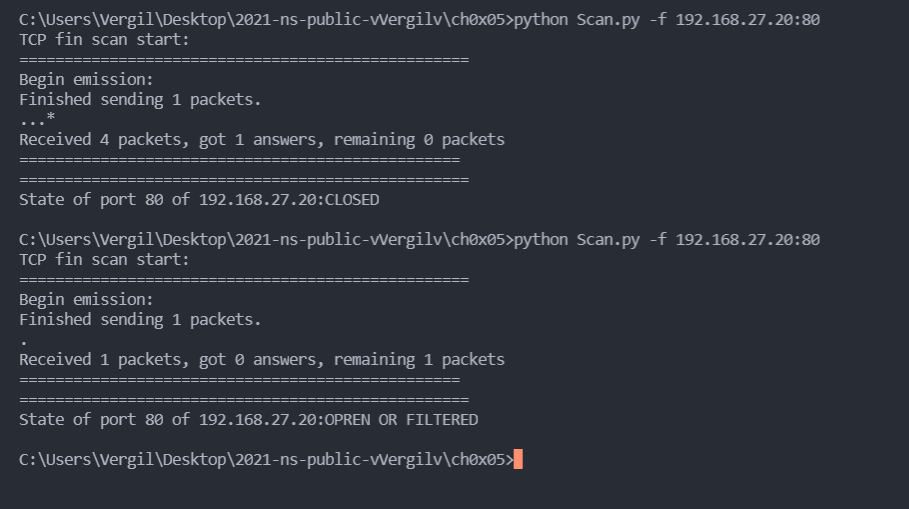 C:\Users\Vergil\Desktop\2021-ns-public-vVergilv\ch0x05>python Scan.py -f 192.168.27.20:80
TCP fin scan start:
==================================================
Begin emission:
Finished sending 1 packets.
...*
Received 4 packets, got 1 answers, remaining 0 packets
=================================================
==================================================
State of port 80 of 192.168.27.20:CLOSED

C:\Users\Vergil\Desktop\2021-ns-public-vVergilv\ch0x05>python Scan.py -f 192.168.27.20:80
TCP fin scan start:
==================================================
Begin emission:
Finished sending 1 packets.
.
Received 1 packets, got 0 answers, remaining 1 packets
=================================================
==================================================
State of port 80 of 192.168.27.20:OPREN OR FILTERED

C:\Users\Vergil\Desktop\2021-ns-public-vVergilv\ch0x05>